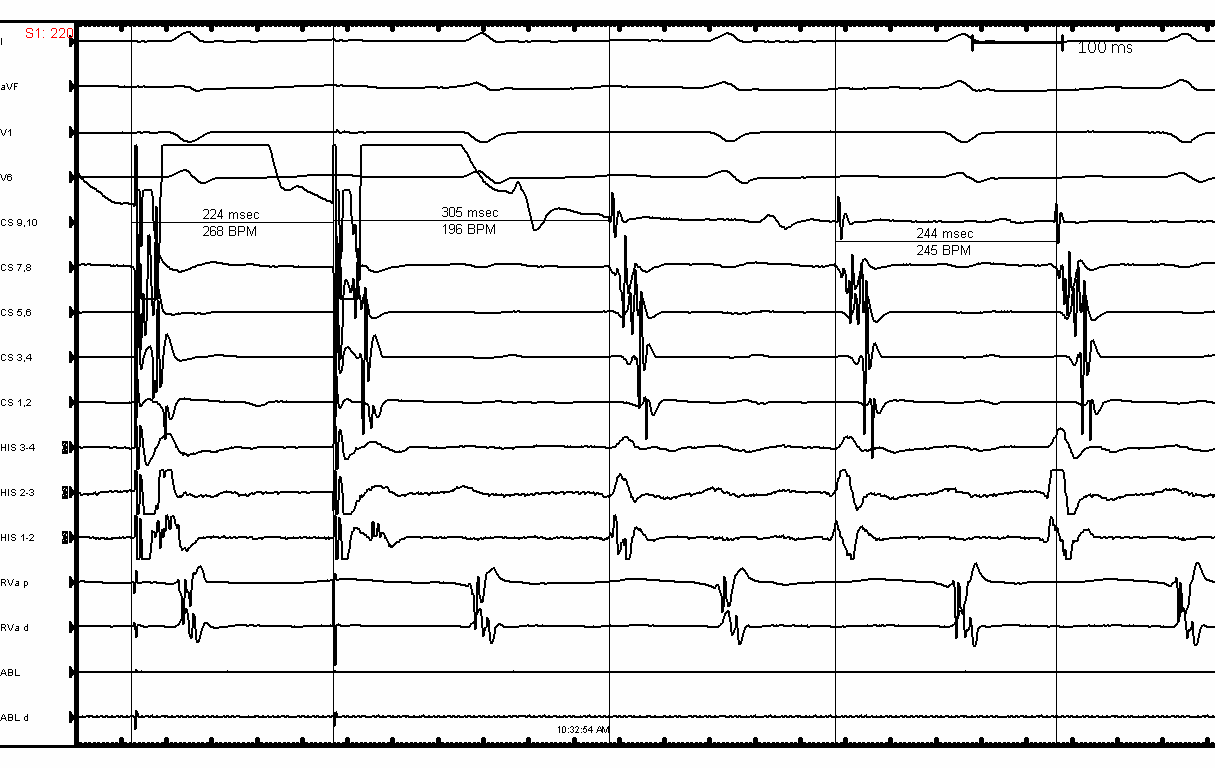 S1: 220
I
100 ms
aVF
V1
V6
224 msec
268 BPM
305 msec
196 BPM
CS 9,10
244 msec
245 BPM
CS 7,8
CS 5,6
CS 3,4
CS 1,2
HIS 3-4
HIS 2-3
HIS 1-2
RVa p
RVa d
ABL
ABL d
10:32:54 AM